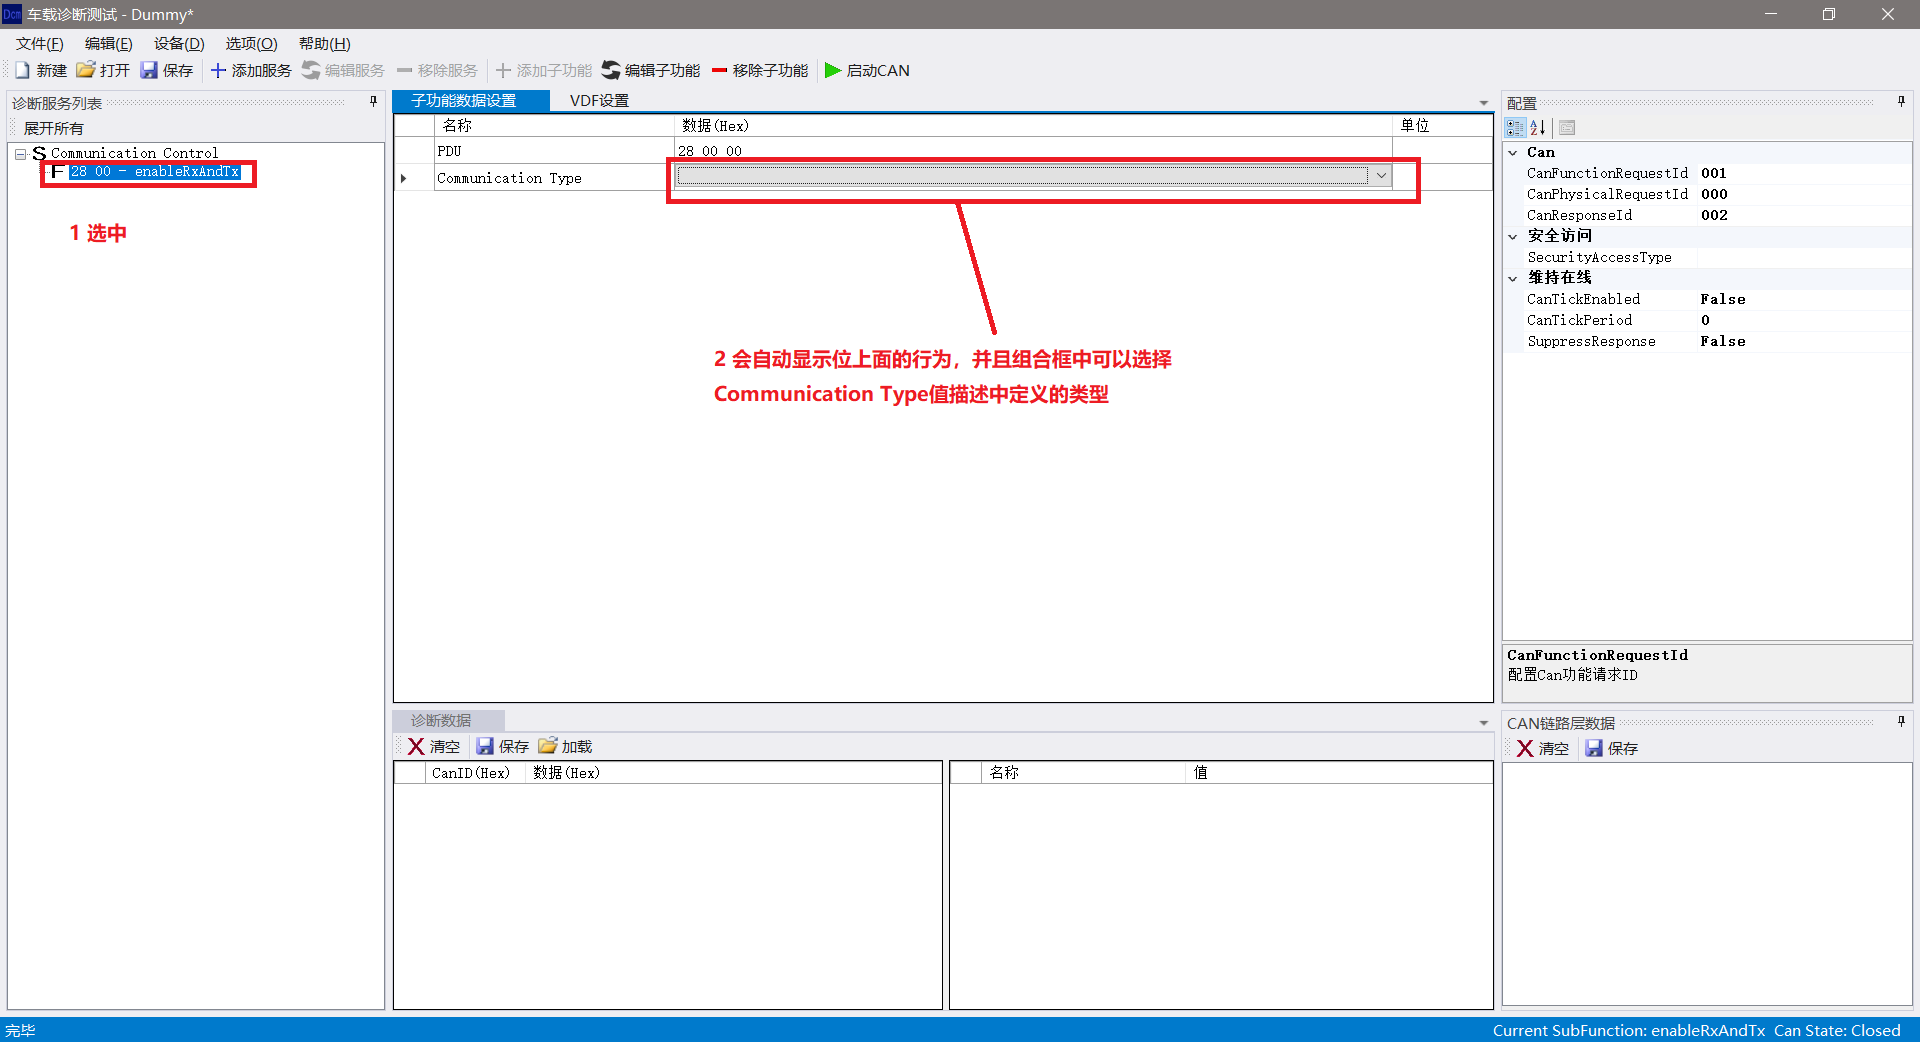 Dcm 车载诊断测试 - Dummy*
文件(F) 编辑(E) 设备(D) 选项(O) 帮助(H)
新建 打开 保存 添加服务 编辑服务 移除服务 添加子功能 编辑子功能 移除子功能 启动CAN
诊断服务列表
展开所有
S Communication Control
F 28 00 - enableRxAndTx
1 选中
子功能数据设置 VDF设置
名称 数据(Hex) 单位
PDU 28 00 00
Communication Type
2 会自动显示位上面的行为，并且组合框中可以选择
Communication Type值描述中定义的类型
配置
Can
CanFunctionRequestId 001
CanPhysicalRequestId 000
CanResponseId 002
安全访问
SecurityAccessType
维持在线
CanTickEnabled False
CanTickPeriod 0
SuppressResponse False
CanFunctionRequestId
配置Can功能请求ID
诊断数据
清空 保存 加载
CanID(Hex) 数据(Hex)
名称 值
CAN链路层数据
清空 保存
完毕
Current SubFunction: enableRxAndTx Can State: Closed